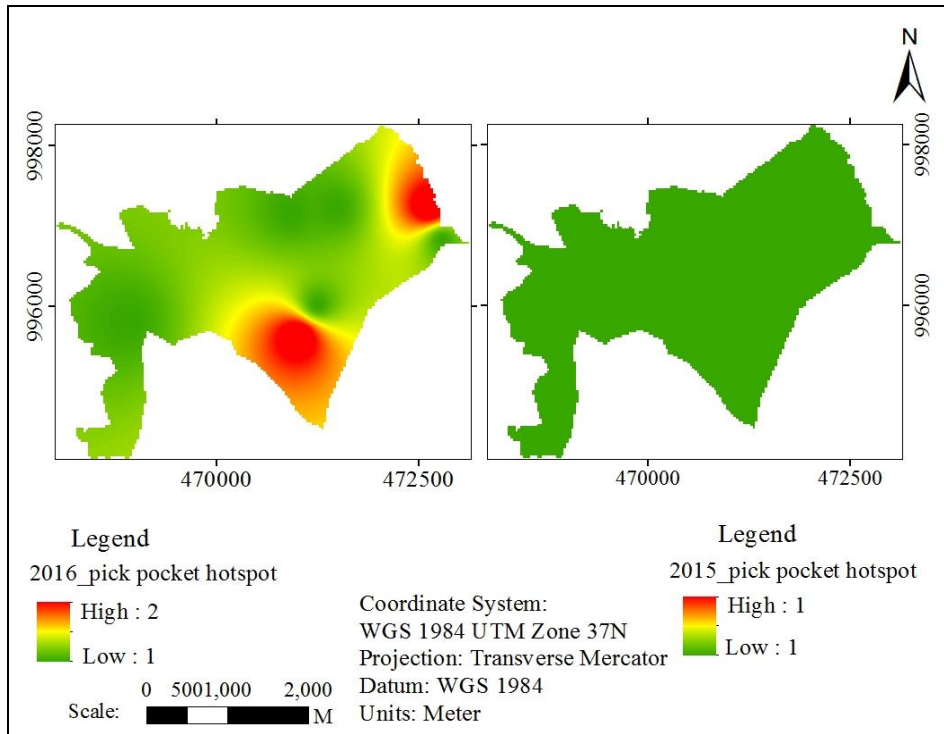 N
998000
996000
470000
472500
998000
996000
470000
472500
Legend
2016_pick pocket hotspot
High : 2
Low : 1
0 5001,000 2,000
Scale: M
Coordinate System:
WGS 1984 UTM Zone 37N
Projection: Transverse Mercator
Datum: WGS 1984
Units: Meter
Legend
2015_pick pocket hotspot
High : 1
Low : 1